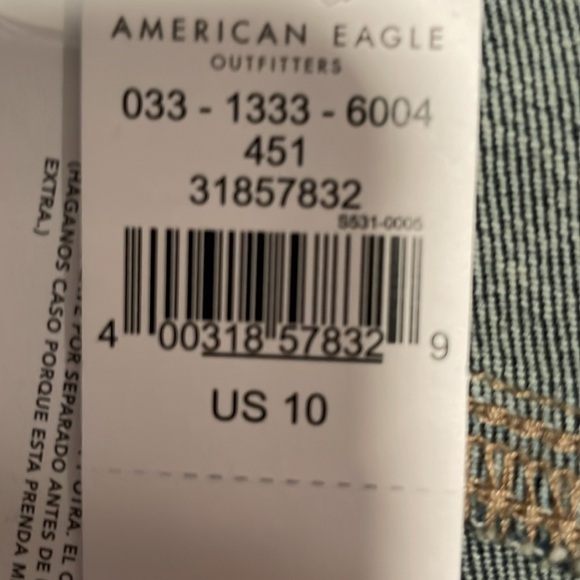 AMERICAN EAGLE
OUTFITTERS
033 - 1333 - 6004
451
31857832
S531-0005
4 00318 57832 9
US 10
POR SEPARADO ANTES DE
(HAGANOS CASO PORQUE ESTA PRENDA
EXTRA.)